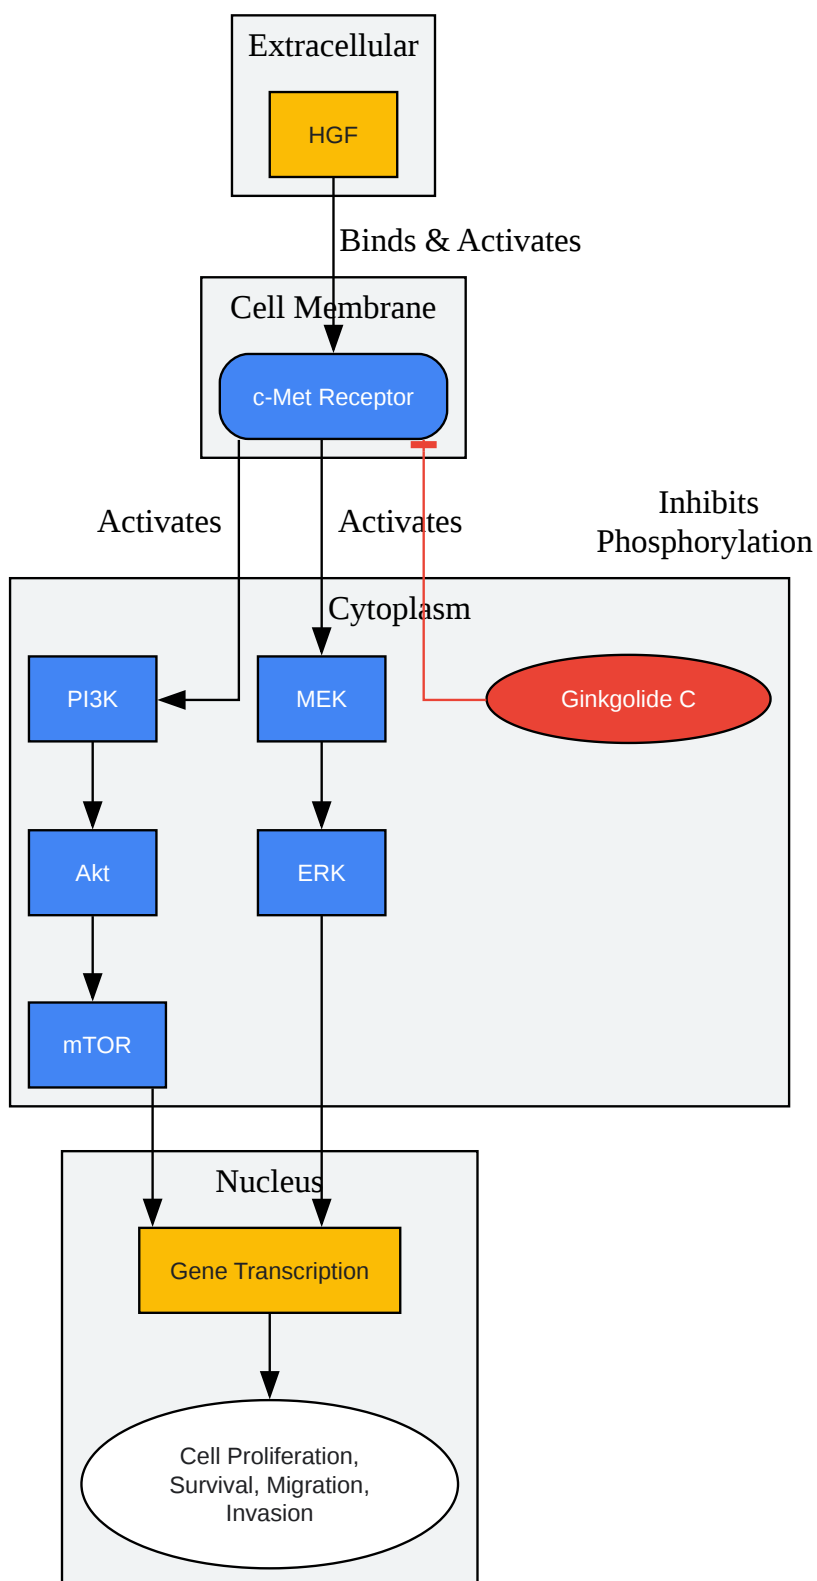 Extracellular
HGF
Binds & Activates
Cell Membrane
c-Met Receptor
Activates
Activates
Inhibits
Phosphorylation
Cytoplasm
PI3K
MEK
Ginkgolide C
Akt
ERK
mTOR
Nucleus
Gene Transcription
Cell Proliferation,
Survival, Migration,
Invasion